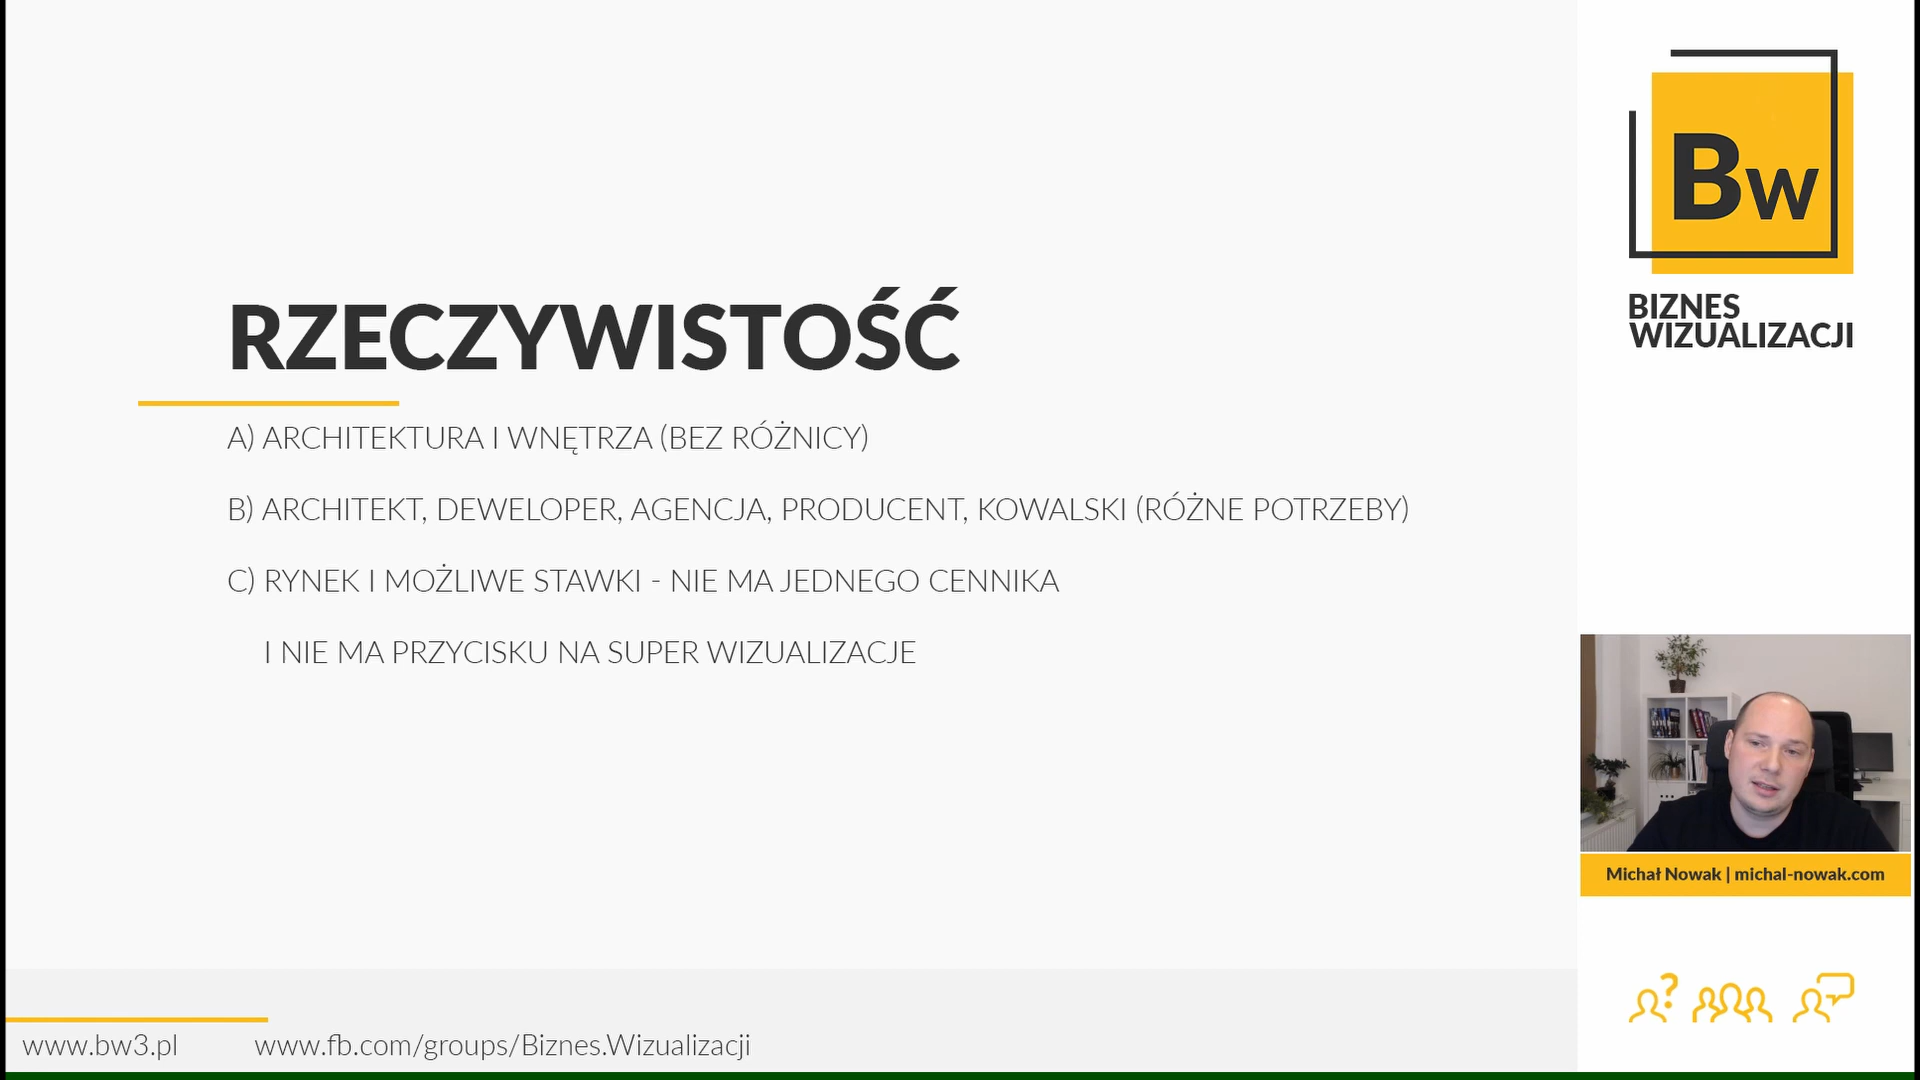 RZECZYWISTOŚĆ
A) ARCHITEKTURA I WNĘTRZA (BEZ RÓŻNICY)
B) ARCHITEKT, DEWELOPER, AGENCJA, PRODUCENT, KOWALSKI (RÓŻNE POTRZEBY)
C) RYNEK I MOŻLIWE STAWKI - NIE MA JEDNEGO CENNIKA
I NIE MA PRZYCISKU NA SUPER WIZUALIZACJE
www.bw3.pl www.fb.com/groups/Biznes.Wizualizacji
Bw
BIZNES
WIZUALIZACJI
Michał Nowak | michal-nowak.com
?